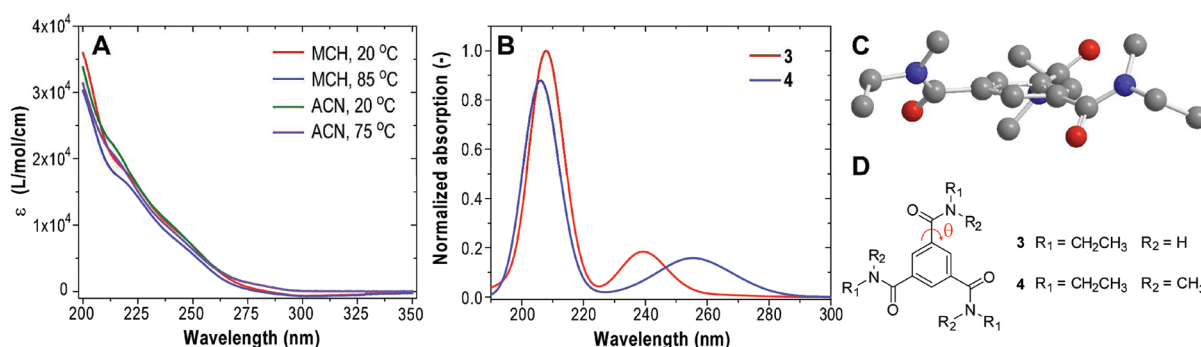 A
MCH, 20 °C
MCH, 85 °C
ACN, 20 °C
ACN, 75 °C
4x10⁴
3x10⁴
2x10⁴
1x10⁴
0
ε (L/mol/cm)
200 250 300 350
Wavelength (nm)
B
3
4
1.0
0.8
0.6
0.4
0.2
0.0
Normalized absorption (-)
200 220 240 260 280 300
Wavelength (nm)
C
D
R₁
O N R₂
θ
R₂
N R₁ O
O N R₂ R₁
3 R₁ = CH₂CH₃ R₂ = H
4 R₁ = CH₂CH₃ R₂ = CH₃